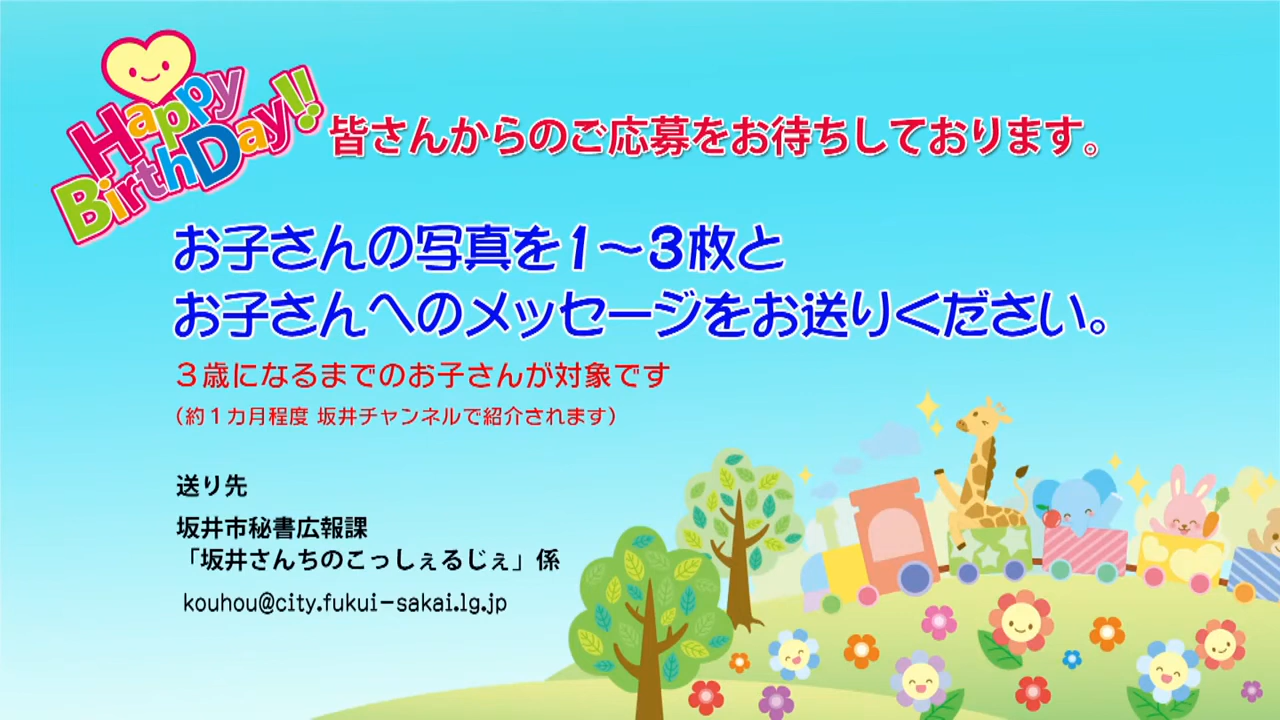 Happy
BirthDay!!
皆さんからのご応募をお待ちしております。
お子さんの写真を1～3枚と
お子さんへのメッセージをお送りください。
３歳になるまでのお子さんが対象です
（約１カ月程度 坂井チャンネルで紹介されます）
送り先
坂井市秘書広報課
「坂井さんちのこっしぇるじぇ」係
kouhou@city.fukui-sakai.lg.jp